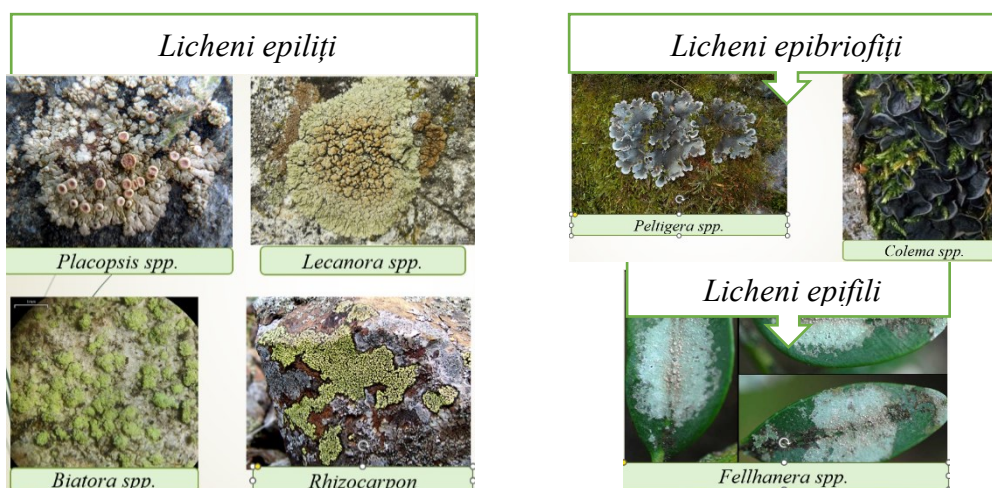 Licheni epiliți
Placopsis spp.
Lecanora spp.
Biatora spp.
Rhizocarpon
Licheni epibriofiți
Peltigera spp.
Colema spp.
Licheni epifili
Fellhanera spp.